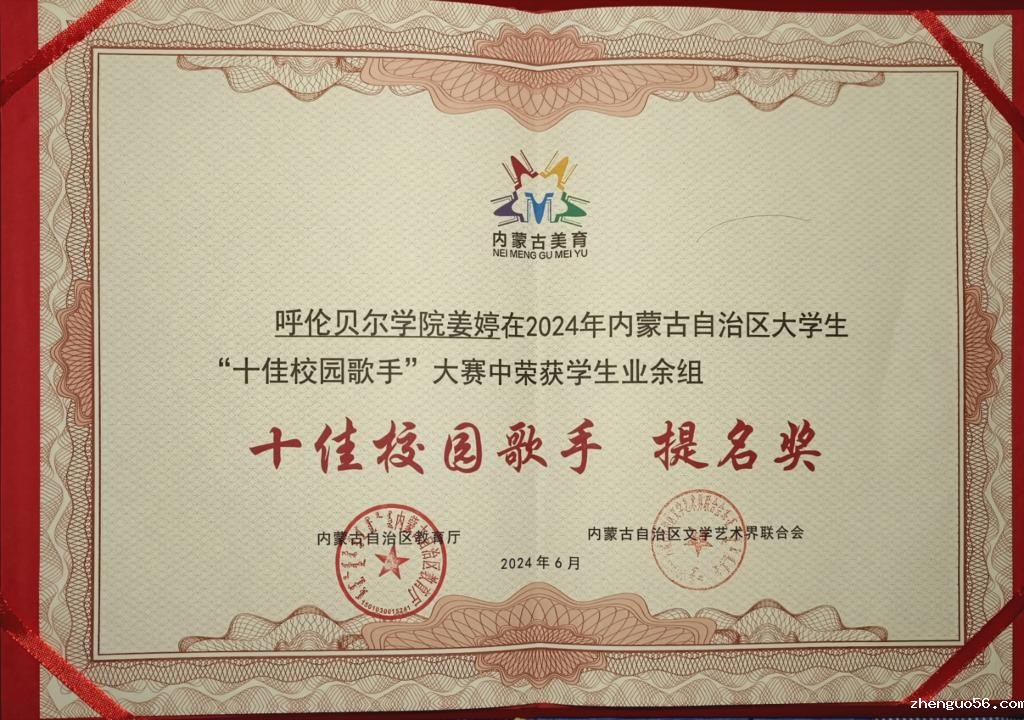 内蒙古美育
NEI MENG GU MEI YU
呼伦贝尔学院姜婷在2024年内蒙古自治区大学生
“十佳校园歌手”大赛中荣获学生业余组
十佳校园歌手 提名奖
内蒙古自治区教育厅
内蒙古自治区文学艺术界联合会
2024年6月
zhenguo56.com